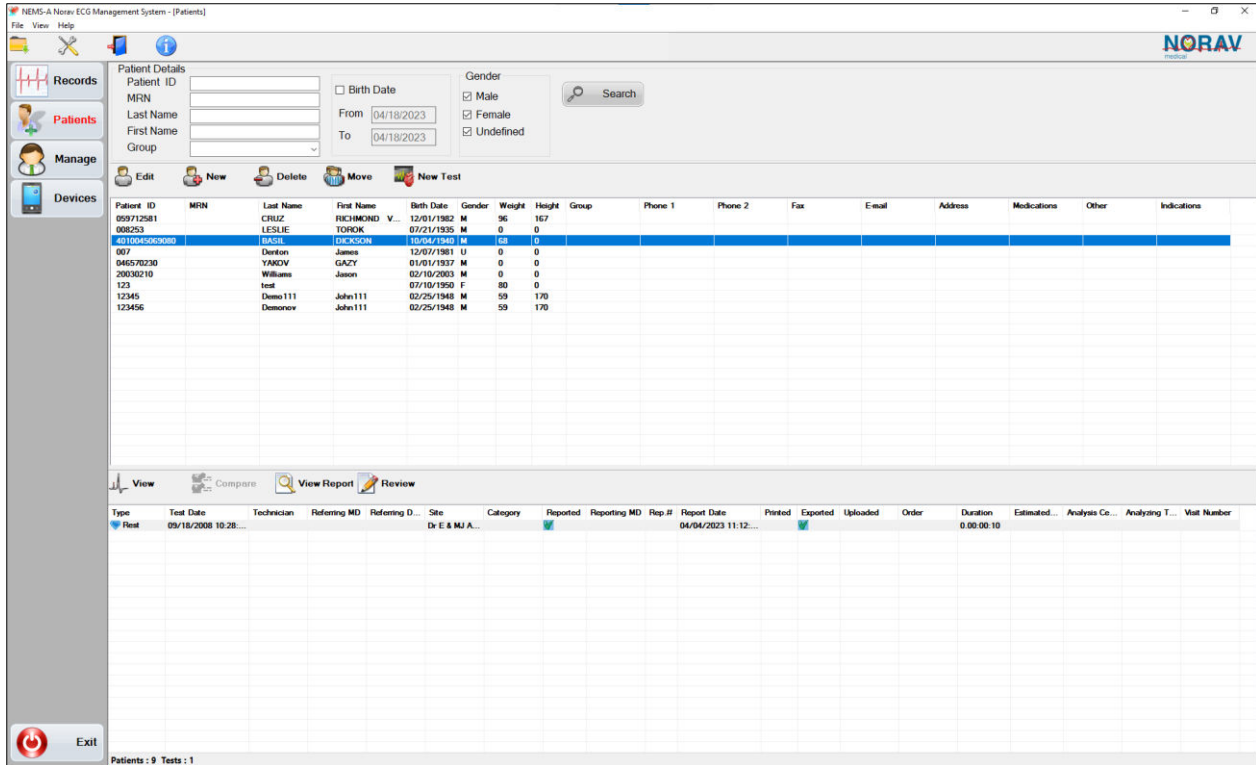 NEMS-A Norav ECG Management System - [Patients]
File View Help
NORAV
medical
Records
Patients
Manage
Devices
Exit
Patient Details
Patient ID
MRN
Last Name
First Name
Group
Birth Date
From 04/18/2023
To 04/18/2023
Gender
Male
Female
Undefined
Search
Edit New Delete Move New Test
Patient ID MRN Last Name First Name Birth Date Gender Weight Height Group Phone 1 Phone 2 Fax E-mail Address Medications Other Indications
059712581 CRUZ RICHMOND V... 12/01/1982 M 96 167
008253 LESLIE TOROK 07/21/1935 M 0 0
4010045069080 BASIL DICKSON 10/04/1940 M 68 0
007 Denton James 12/07/1981 U 0 0
046570230 YAKOV GAZY 01/01/1937 M 0 0
20030210 Williams Jason 02/10/2003 M 0 0
123 test 07/10/1950 F 80 0
12345 Demo111 John111 02/25/1948 M 59 170
123456 Demonov John111 02/25/1948 M 59 170
View Compare View Report Review
Type Test Date Technician Referring MD Referring D... Site Category Reported Reporting MD Rep.# Report Date Printed Exported Uploaded Order Duration Estimated... Analysis Ce... Analyzing T... Visit Number
Rest 09/18/2008 10:28:... Dr E & MJ A... 04/04/2023 11:12:... 0.00:00:10
Patients : 9 Tests : 1